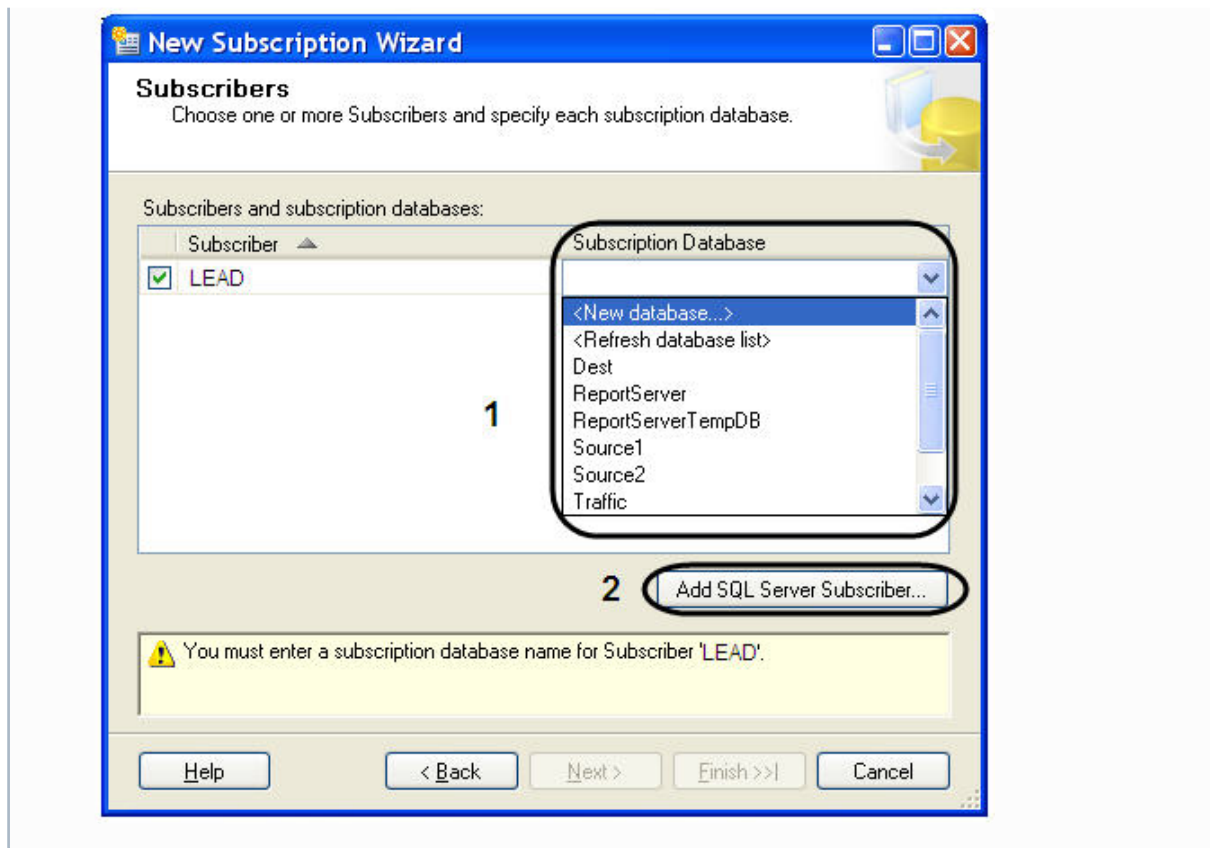 New Subscription Wizard
Subscribers
Choose one or more Subscribers and specify each subscription database.
Subscribers and subscription databases:
Subscriber Subscription Database
LEAD
<New database...>
<Refresh database list>
Dest
ReportServer
1
ReportServerTempDB
Source1
Source2
Traffic
2 Add SQL Server Subscriber...
You must enter a subscription database name for Subscriber 'LEAD'.
Help < Back Next > Finish >>| Cancel